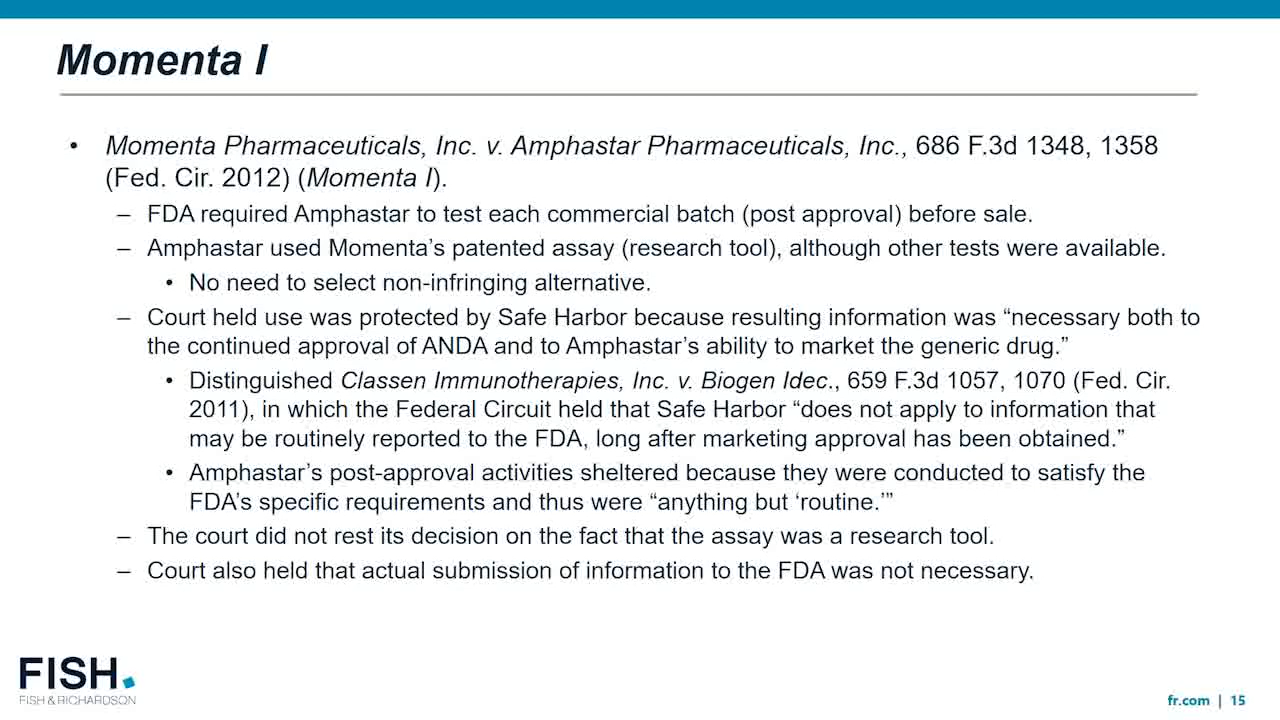 Momenta I
• Momenta Pharmaceuticals, Inc. v. Amphastar Pharmaceuticals, Inc., 686 F.3d 1348, 1358
(Fed. Cir. 2012) (Momenta I).
– FDA required Amphastar to test each commercial batch (post approval) before sale.
– Amphastar used Momenta’s patented assay (research tool), although other tests were available.
• No need to select non-infringing alternative.
– Court held use was protected by Safe Harbor because resulting information was “necessary both to
the continued approval of ANDA and to Amphastar’s ability to market the generic drug.”
• Distinguished Classen Immunotherapies, Inc. v. Biogen Idec., 659 F.3d 1057, 1070 (Fed. Cir.
2011), in which the Federal Circuit held that Safe Harbor “does not apply to information that
may be routinely reported to the FDA, long after marketing approval has been obtained.”
• Amphastar’s post-approval activities sheltered because they were conducted to satisfy the
FDA’s specific requirements and thus were “anything but ‘routine.’”
– The court did not rest its decision on the fact that the assay was a research tool.
– Court also held that actual submission of information to the FDA was not necessary.
FISH.
FISH & RICHARDSON
fr.com | 15